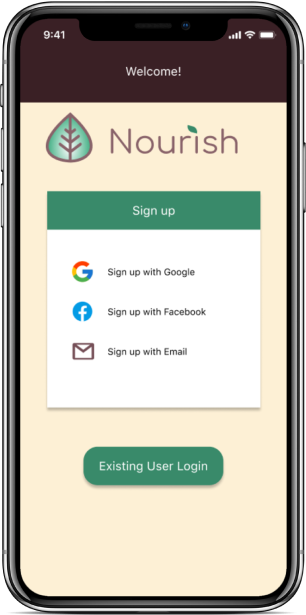 9:41
Welcome!
Nourish
Sign up
Sign up with Google
Sign up with Facebook
Sign up with Email
Existing User Login